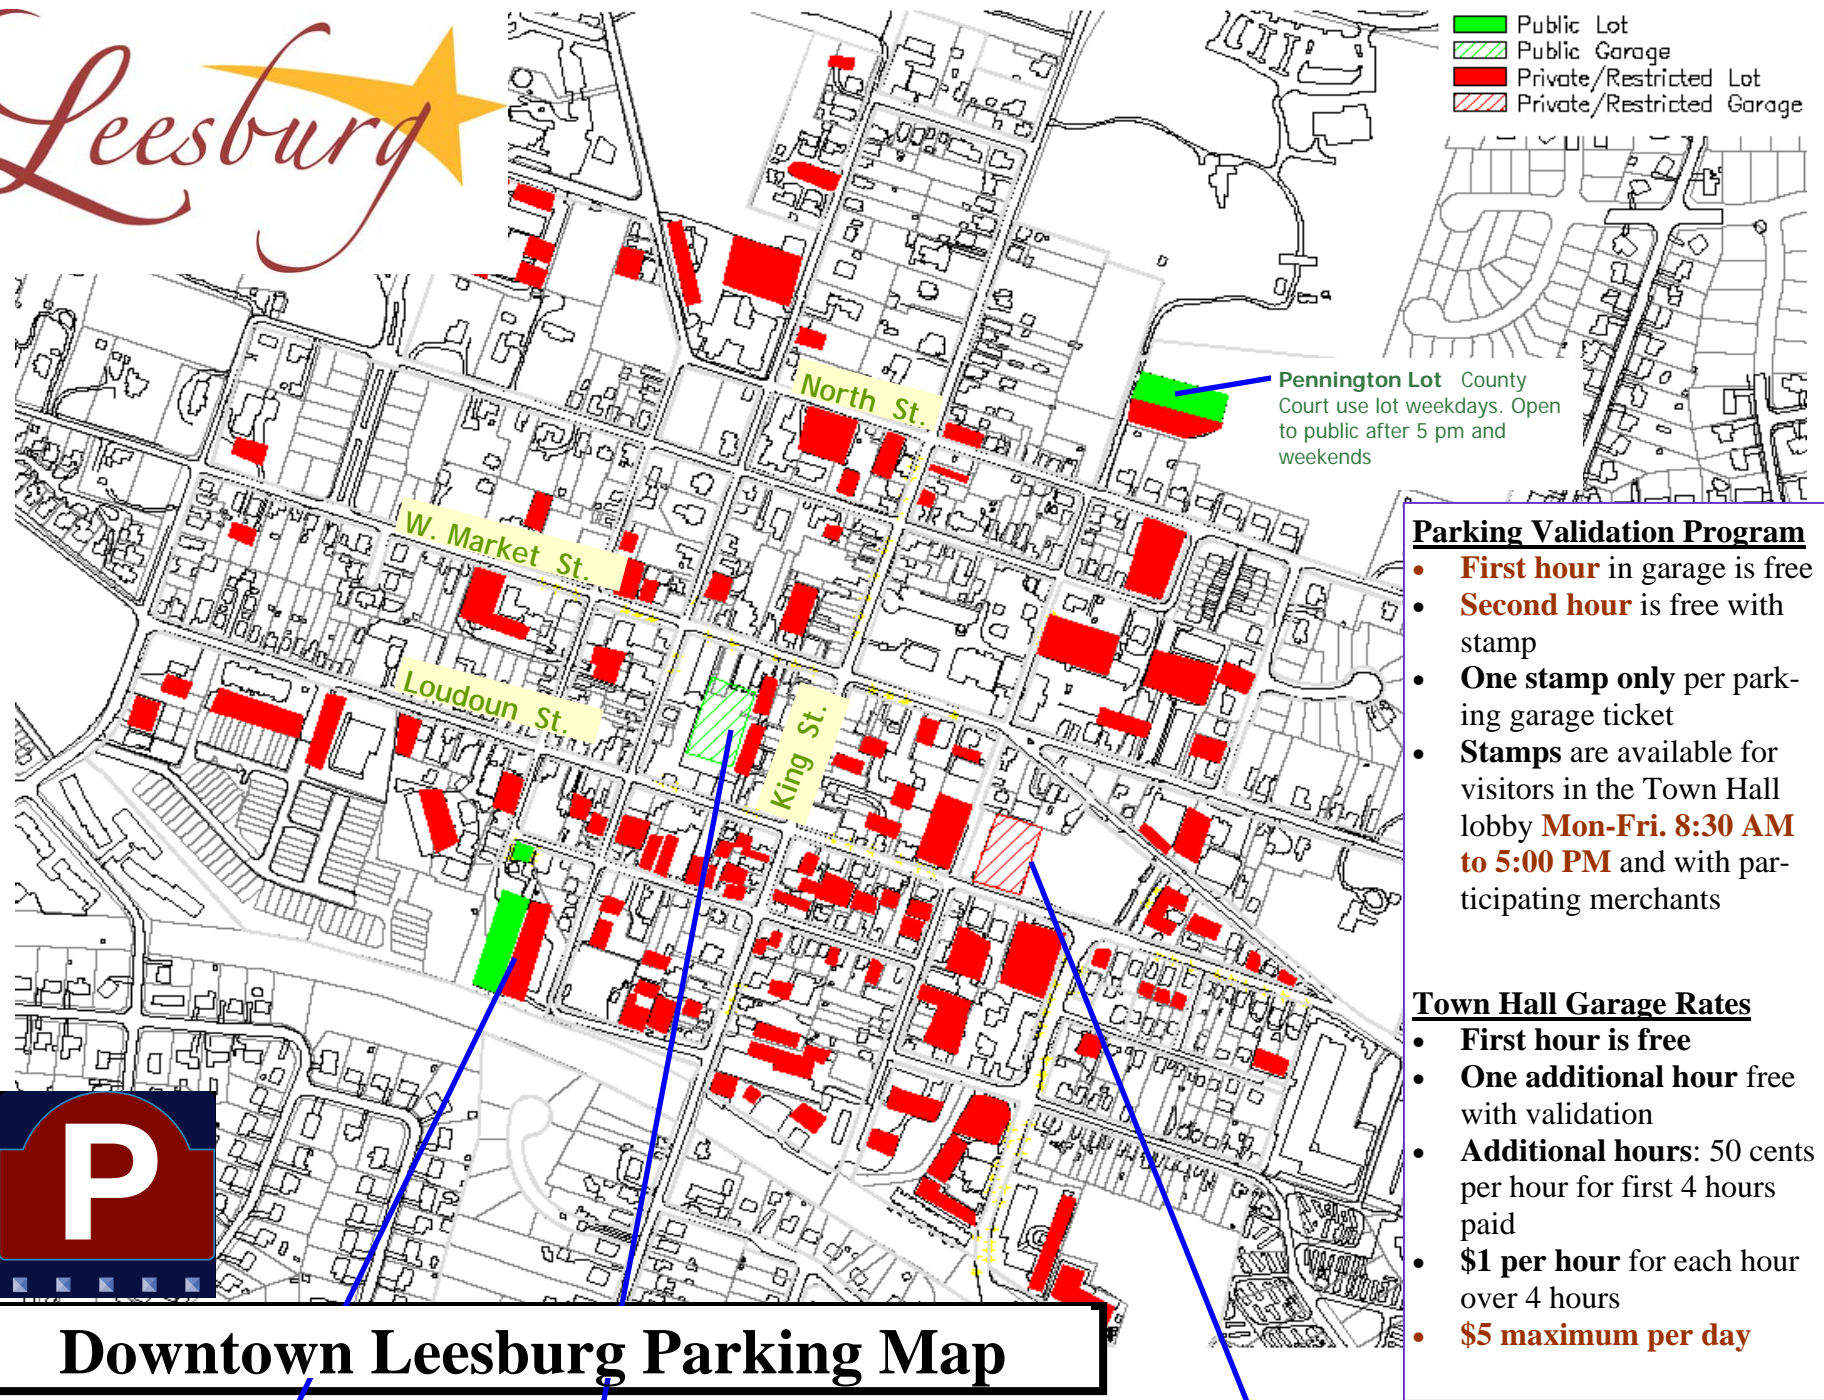 Leesburg
Public Lot
Public Garage
Private/Restricted Lot
Private/Restricted Garage
North St.
Pennington Lot County
Court use lot weekdays. Open
to public after 5 pm and
weekends
W. Market St.
Loudoun St.
King St.
Parking Validation Program
• First hour in garage is free
• Second hour is free with
stamp
• One stamp only per park-
ing garage ticket
• Stamps are available for
visitors in the Town Hall
lobby Mon-Fri. 8:30 AM
to 5:00 PM and with par-
ticipating merchants
Town Hall Garage Rates
• First hour is free
• One additional hour free
with validation
• Additional hours: 50 cents
per hour for first 4 hours
paid
• $1 per hour for each hour
over 4 hours
• $5 maximum per day
P
Downtown Leesburg Parking Map